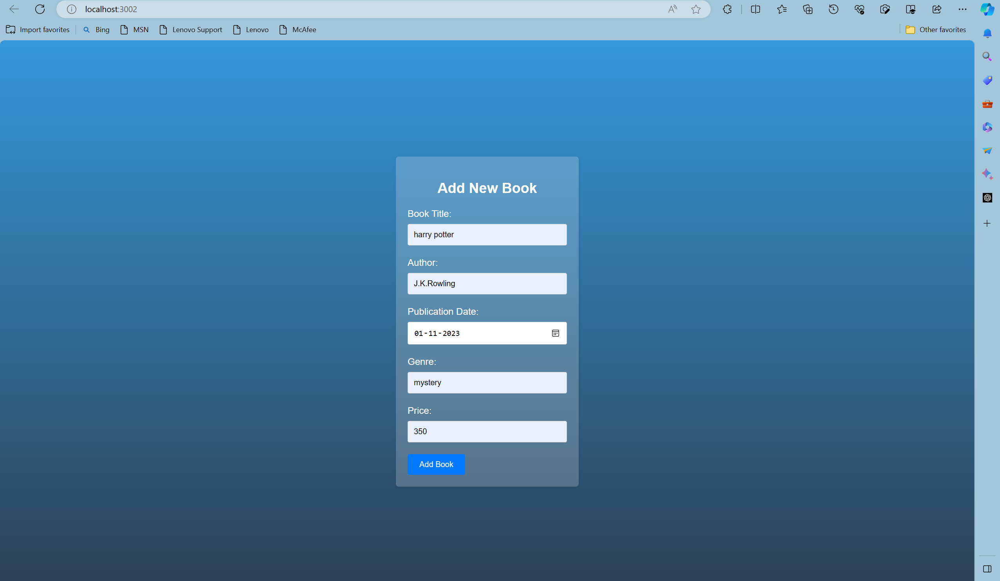 localhost:3002
Import favorites Bing MSN Lenovo Support Lenovo McAfee Other favorites
Add New Book
Book Title:
harry potter
Author:
J.K.Rowling
Publication Date:
01-11-2023
Genre:
mystery
Price:
350
Add Book